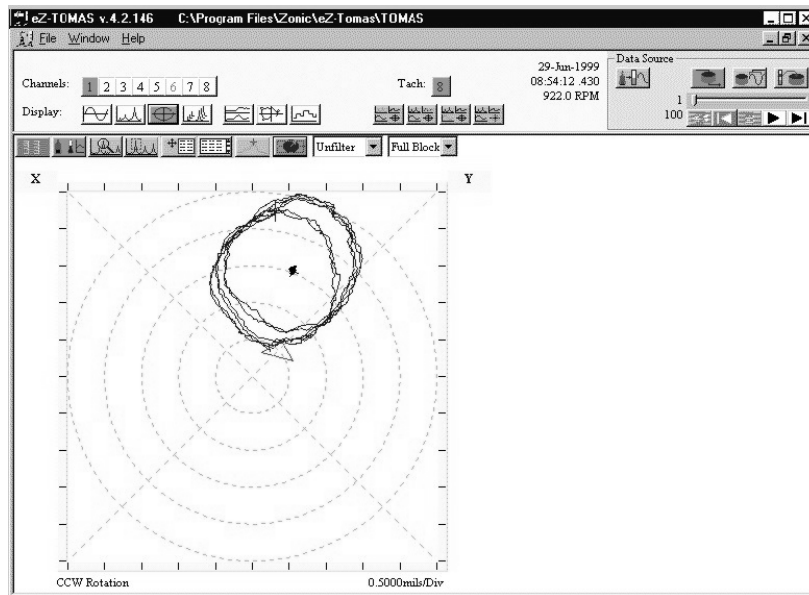 eZ-TOMAS v.4.2.146 C:\Program Files\Zonic\eZ-Tomas\TOMAS
File Window Help
Data Source
29-Jun-1999
08:54:12 .430
922.0 RPM
Channels: 1 2 3 4 5 6 7 8
Tach: 8
Display:
1
100
Unfilter
Full Block
X
Y
CCW Rotation
0.5000mils/Div